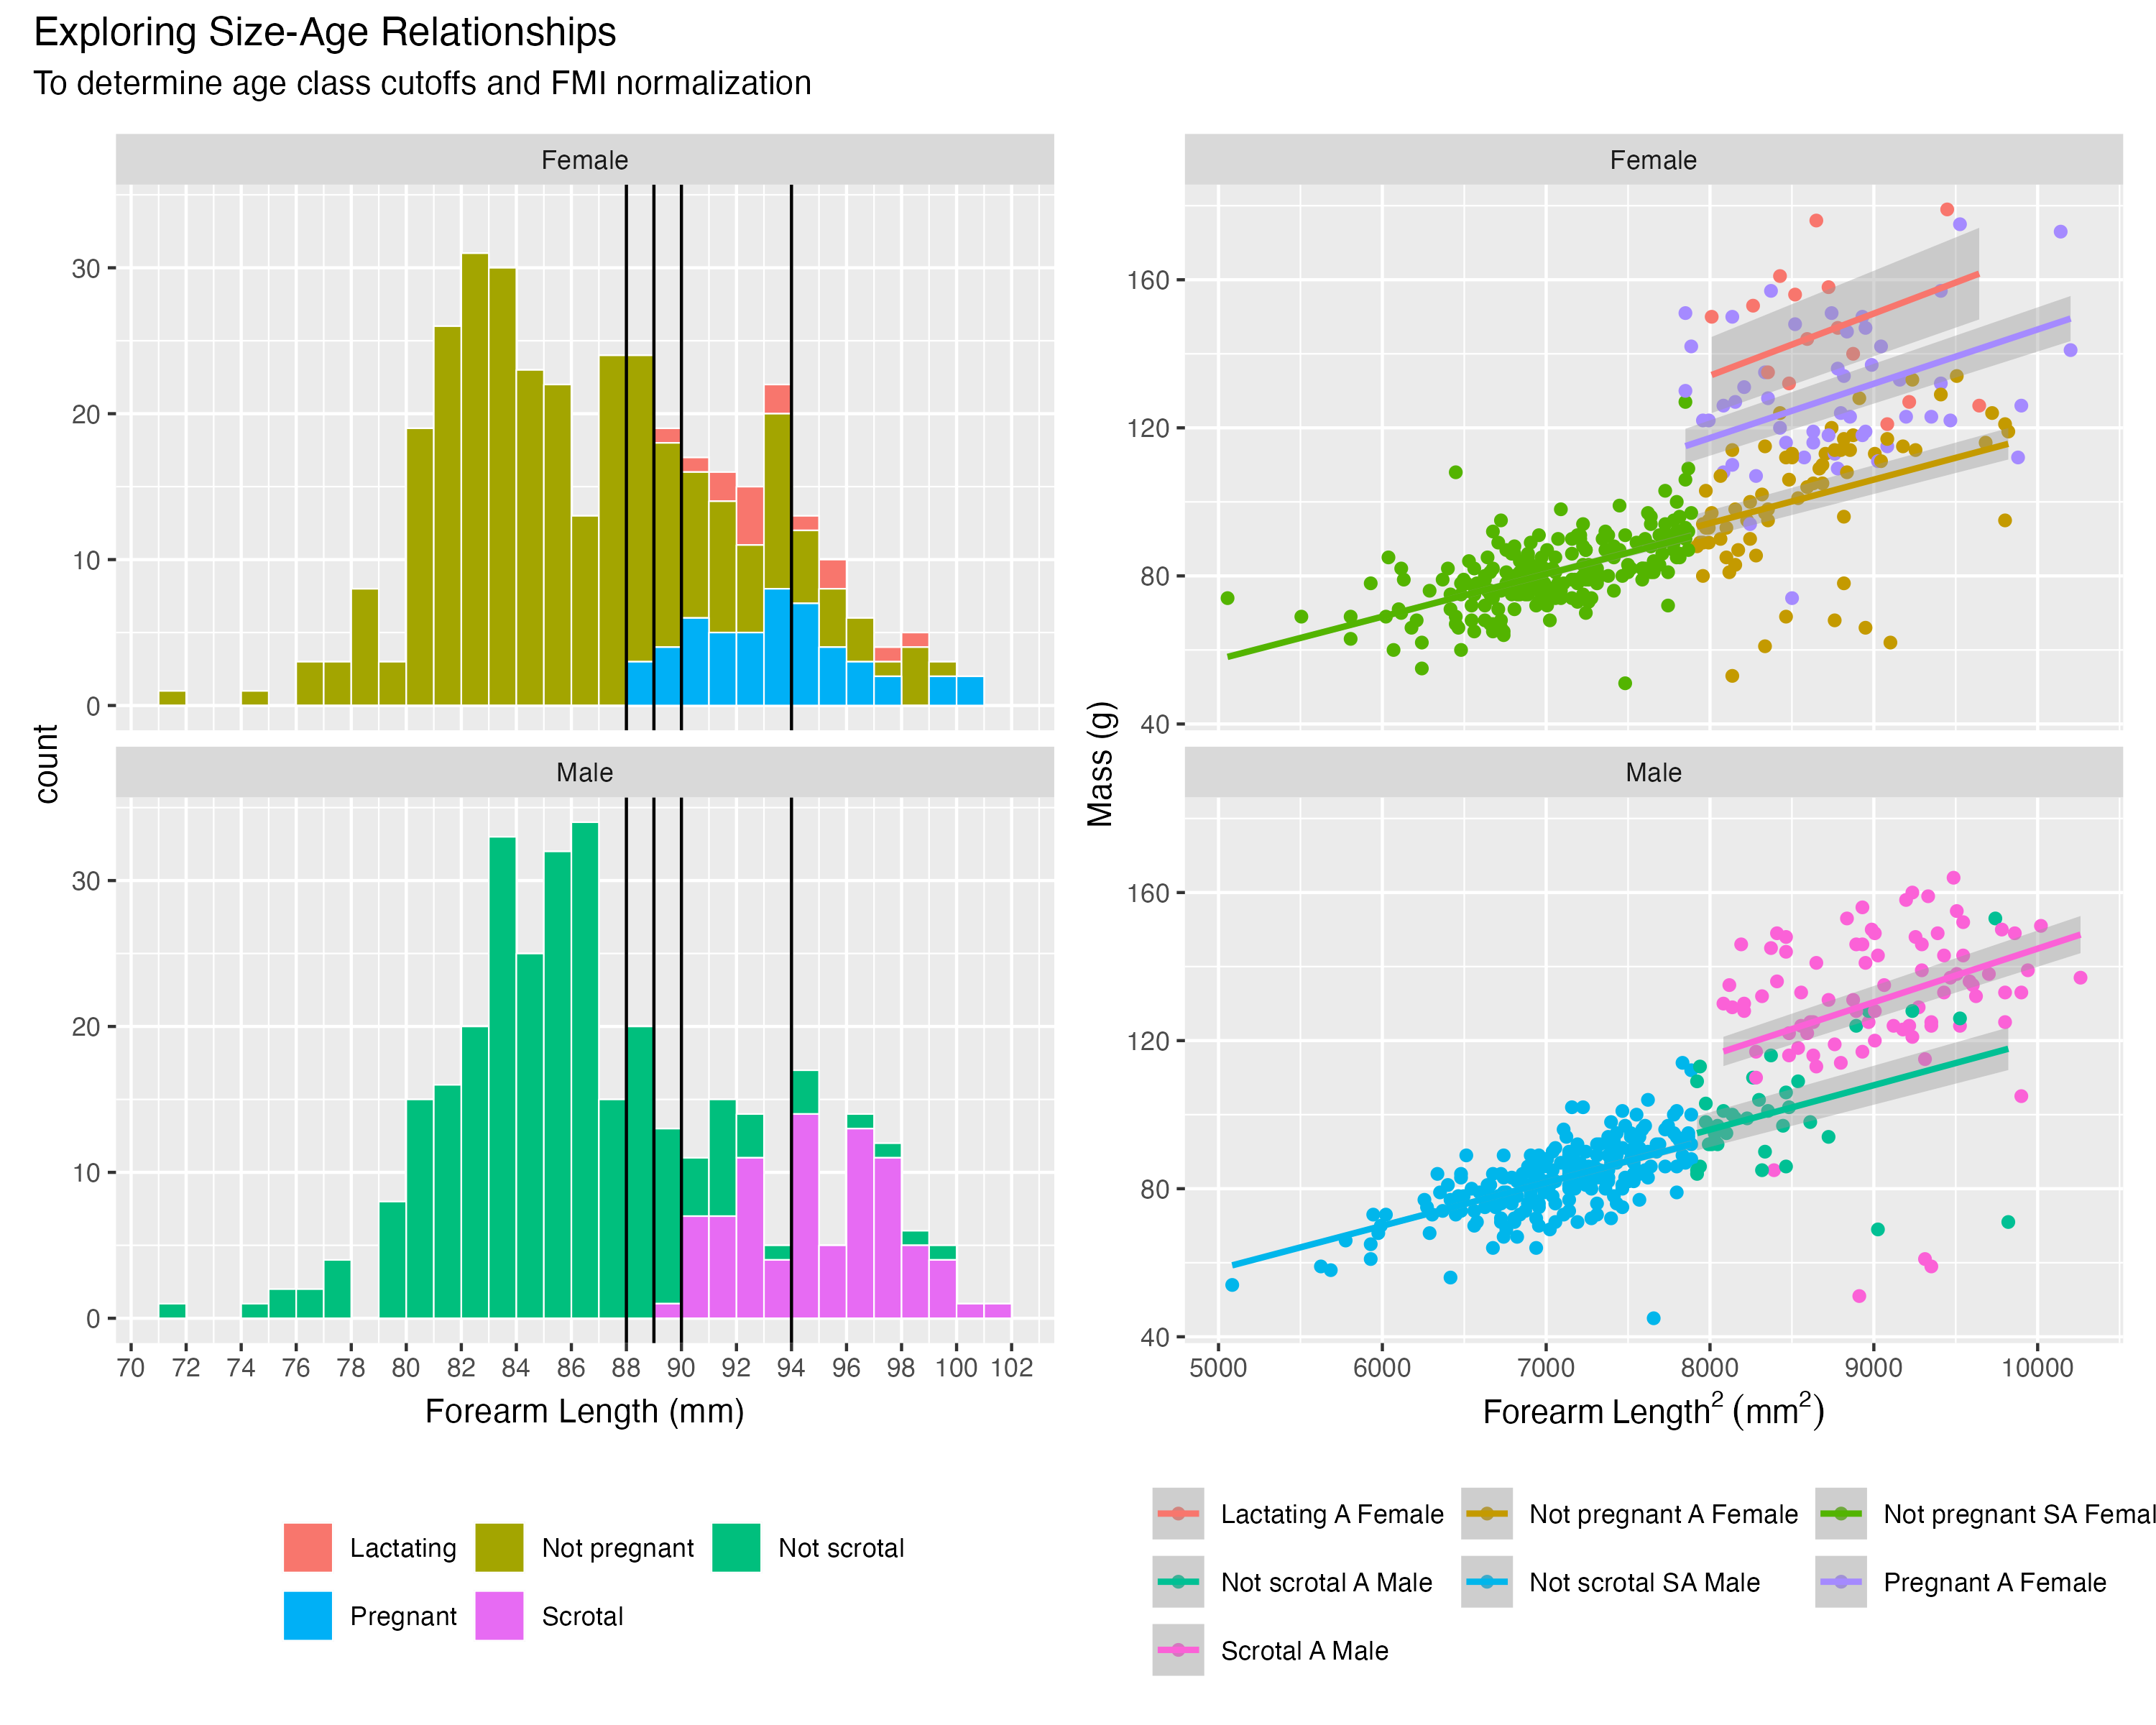 Exploring Size-Age Relationships
To determine age class cutoffs and FMI normalization
Female
30
20
10
0
Male
30
20
10
0
count
70 72 74 76 78 80 82 84 86 88 90 92 94 96 98 100 102
Forearm Length (mm)
Lactating Not pregnant Not scrotal
Pregnant Scrotal
Female
160
120
80
40
Male
160
120
80
40
Mass (g)
5000 6000 7000 8000 9000 10000
Forearm Length² (mm²)
Lactating A Female Not pregnant A Female Not pregnant SA Femal
Not scrotal A Male Not scrotal SA Male Pregnant A Female
Scrotal A Male